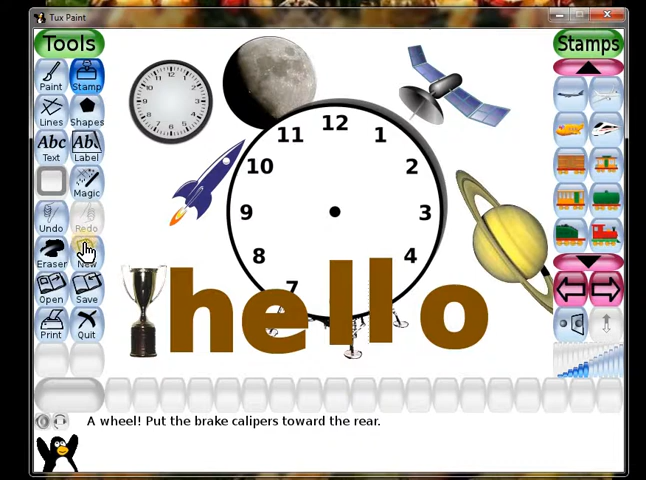 Tux Paint
Tools
Stamps
Paint
Stamp
Lines
Shapes
Abc
Abc
Text
Label
Magic
Undo
Redo
Eraser
New
Open
Save
Print
Quit
12
11
1
10
2
9
3
8
4
7
hello
A wheel! Put the brake calipers toward the rear.